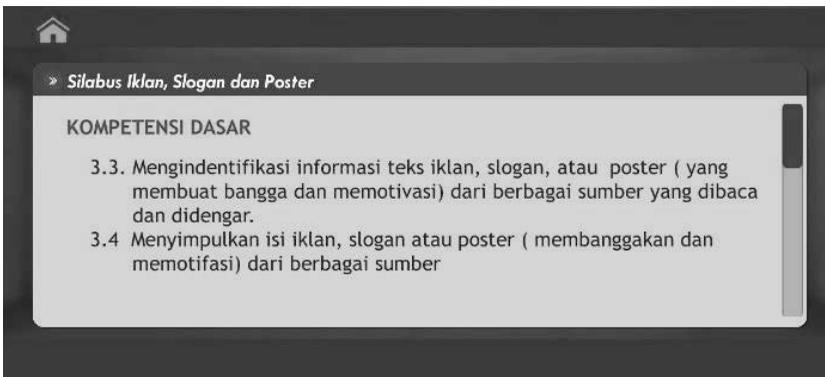 » Silabus Iklan, Slogan dan Poster
KOMPETENSI DASAR
3.3. Mengindentifikasi informasi teks iklan, slogan, atau poster ( yang
membuat bangga dan memotivasi) dari berbagai sumber yang dibaca
dan didengar.
3.4 Menyimpulkan isi iklan, slogan atau poster ( membanggakan dan
memotifasi) dari berbagai sumber